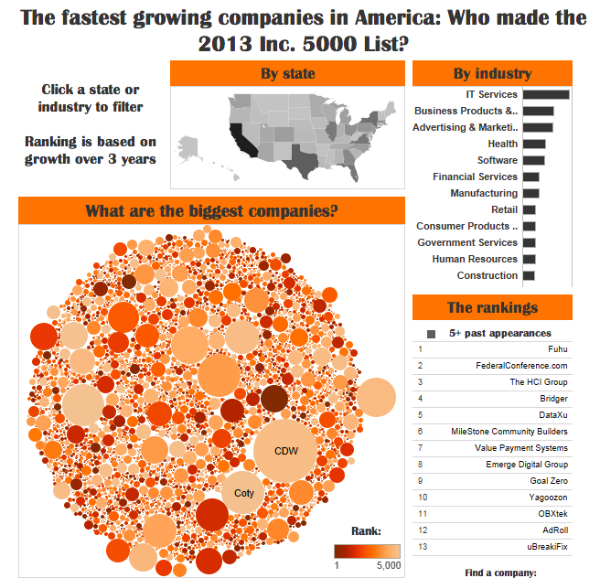 The fastest growing companies in America: Who made the
2013 Inc. 5000 List?
Click a state or
industry to filter
Ranking is based on
growth over 3 years
By state
By industry
IT Services
Business Products &..
Advertising & Marketi..
Health
Software
Financial Services
Manufacturing
Retail
Consumer Products ..
Government Services
Human Resources
Construction
What are the biggest companies?
CDW
Coty
Rank:
1
5,000
The rankings
5+ past appearances
1 Fuhu
2 FederalConference.com
3 The HCI Group
4 Bridger
5 DataXu
6 MileStone Community Builders
7 Value Payment Systems
8 Emerge Digital Group
9 Goal Zero
10 Yagoozon
11 OBXtek
12 AdRoll
13 uBreakiFix
Find a company: